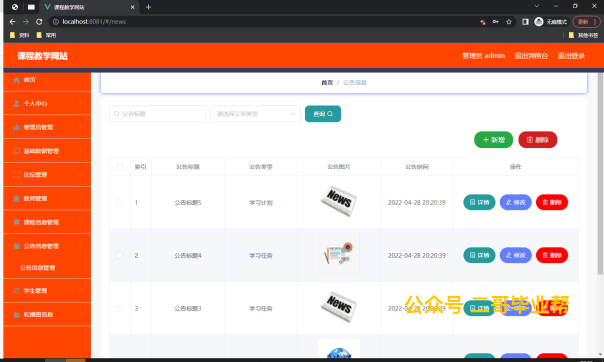 课程教学网站
localhost:8081/#/news
无痕模式
更新
资料
常用
其他书签
课程教学网站
管理员 admin
退出到前台
退出登录
首页
个人中心
管理员管理
基础数据管理
论坛管理
教师管理
课程信息管理
公告信息管理
公告信息管理
学生管理
轮播图信息
首页 / 公告信息
公告标题
请选择公告类型
查询
新增
删除
索引 公告标题 公告类型 公告图片 公告时间 操作
1 公告标题5 学习计划 News 2022-04-28 20:20:39 详情 修改 删除
2 公告标题4 学习任务 2022-04-28 20:20:39 详情 修改 删除
3 公告标题3 学习任务 News 2022-04-28 20:20:39 详情 修改 删除
公众号 二哥毕业帮